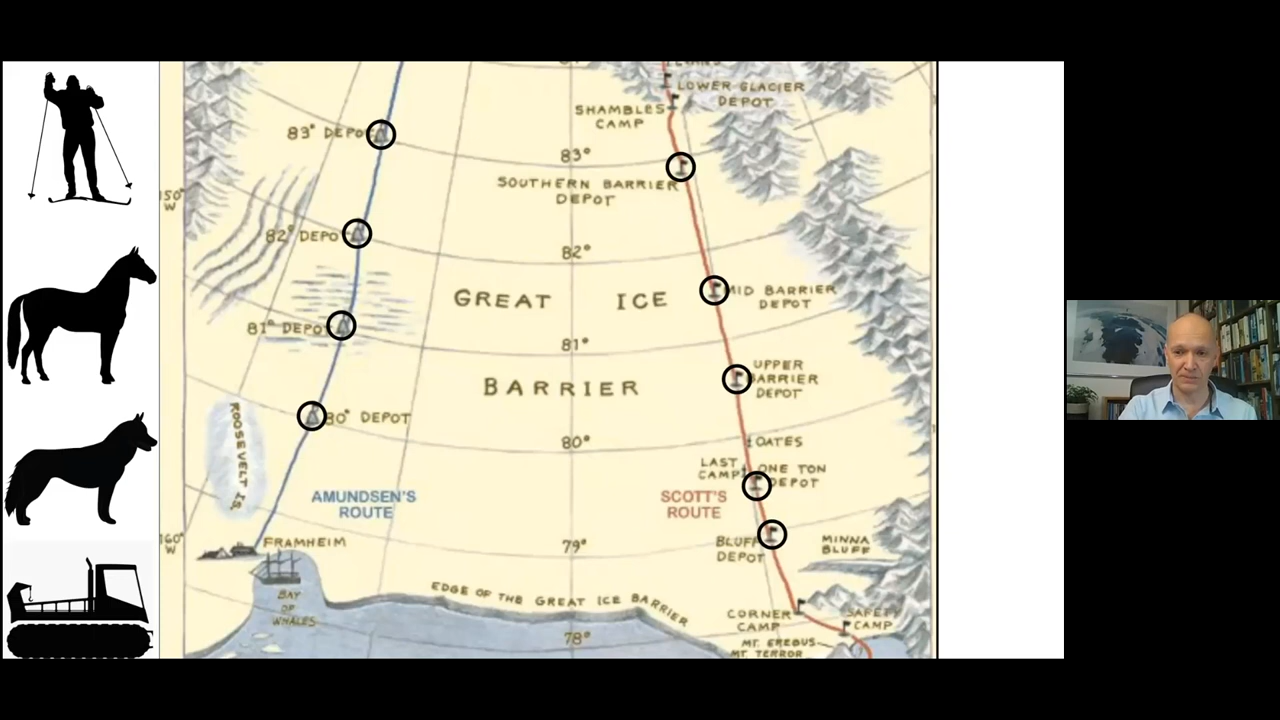 LOWER GLACIER
DEPOT
SHAMBLES
CAMP
83° DEPO
83°
SOUTHERN BARRIER
DEPOT
150°
W
82° DEPO
82°
GREAT ICE
MID BARRIER
DEPOT
81° DEPOT
81°
UPPER
BARRIER
DEPOT
BARRIER
ROOSEVELT IS.
80° DEPOT
80°
OATES
LAST
CAMP
ONE TON
DEPOT
AMUNDSEN'S
ROUTE
SCOTT'S
ROUTE
160°
W
FRAMHEIM
79°
BLUFF
DEPOT
MINNA
BLUFF
BAY
OF
WHALES
EDGE OF THE GREAT ICE BARRIER
CORNER
CAMP
SAFETY
CAMP
78°
MT. EREBUS
MT. TERROR